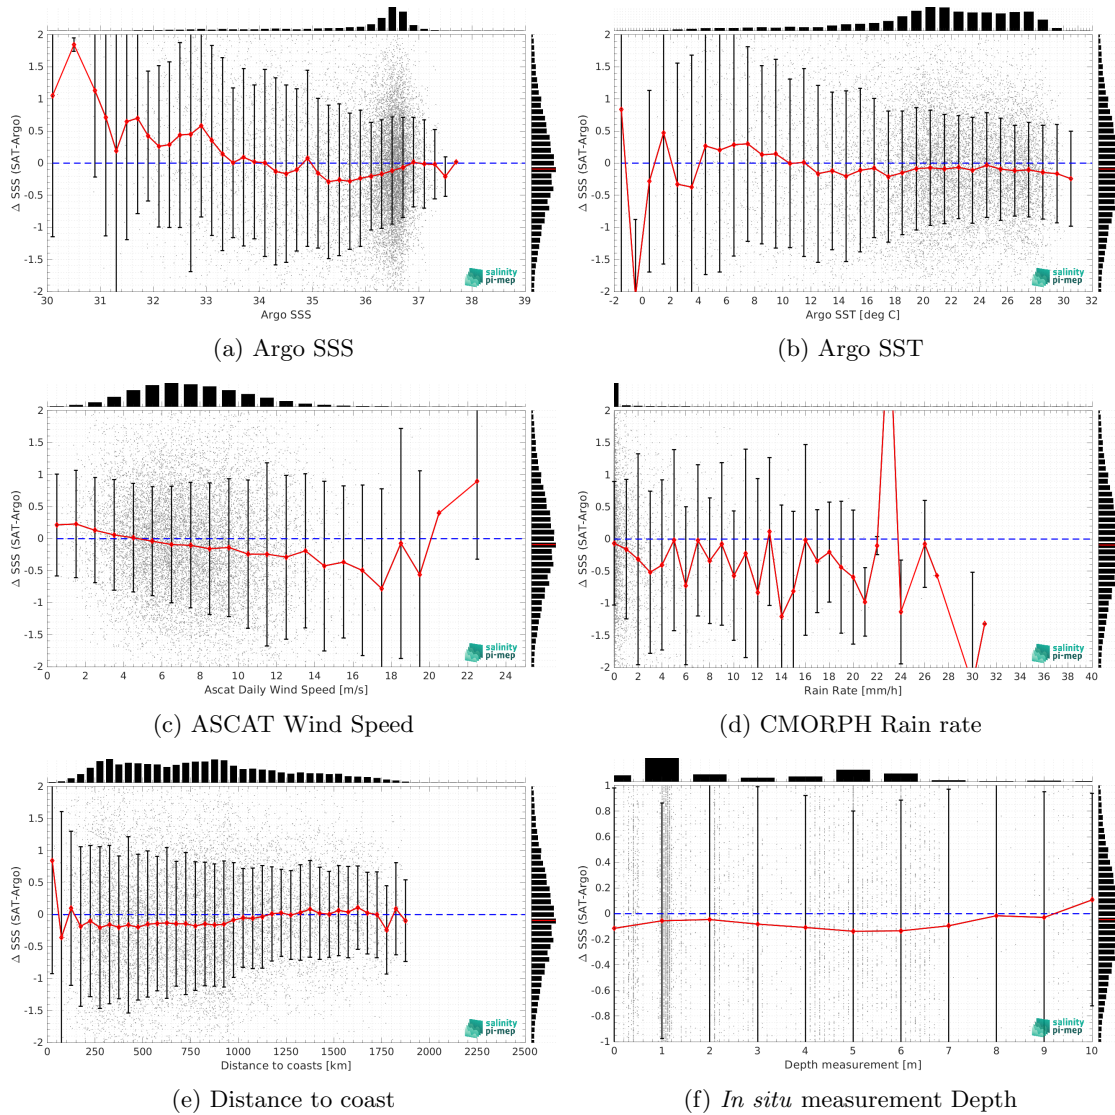 2
1.5
1
0.5
0
-0.5
-1
-1.5
-2
Δ SSS (SAT-Argo)
salinity
pi-mep
30 31 32 33 34 35 36 37 38 39
Argo SSS
(a) Argo SSS
2
1.5
1
0.5
0
-0.5
-1
-1.5
-2
Δ SSS (SAT-Argo)
salinity
pi-mep
-2 0 2 4 6 8 10 12 14 16 18 20 22 24 26 28 30 32
Argo SST [deg C]
(b) Argo SST
2
1.5
1
0.5
0
-0.5
-1
-1.5
-2
Δ SSS (SAT-Argo)
salinity
pi-mep
0 2 4 6 8 10 12 14 16 18 20 22 24
Ascat Daily Wind Speed [m/s]
(c) ASCAT Wind Speed
2
1.5
1
0.5
0
-0.5
-1
-1.5
-2
Δ SSS (SAT-Argo)
salinity
pi-mep
0 2 4 6 8 10 12 14 16 18 20 22 24 26 28 30 32 34 36 38 40
Rain Rate [mm/h]
(d) CMORPH Rain rate
2
1.5
1
0.5
0
-0.5
-1
-1.5
-2
Δ SSS (SAT-Argo)
salinity
pi-mep
0 250 500 750 1000 1250 1500 1750 2000 2250 2500
Distance to coasts [km]
(e) Distance to coast
1
0.8
0.6
0.4
0.2
0
-0.2
-0.4
-0.6
-0.8
-1
Δ SSS (SAT-Argo)
salinity
pi-mep
0 1 2 3 4 5 6 7 8 9 10
Depth measurement [m]
(f) In situ measurement Depth